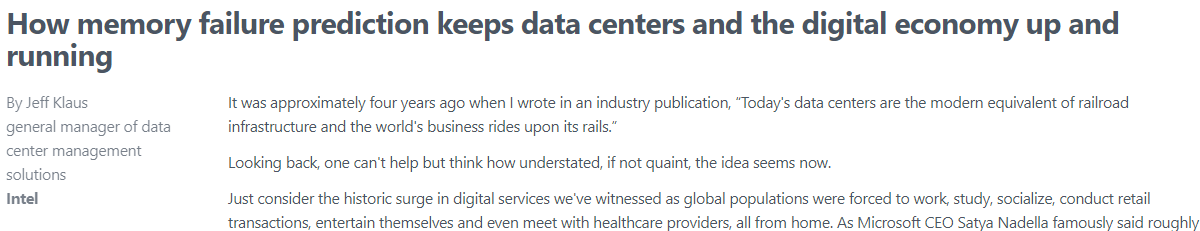 How memory failure prediction keeps data centers and the digital economy up and
running
By Jeff Klaus
general manager of data
center management
solutions
Intel
It was approximately four years ago when I wrote in an industry publication, “Today's data centers are the modern equivalent of railroad
infrastructure and the world's business rides upon its rails.”
Looking back, one can't help but think how understated, if not quaint, the idea seems now.
Just consider the historic surge in digital services we've witnessed as global populations were forced to work, study, socialize, conduct retail
transactions, entertain themselves and even meet with healthcare providers, all from home. As Microsoft CEO Satya Nadella famously said roughly